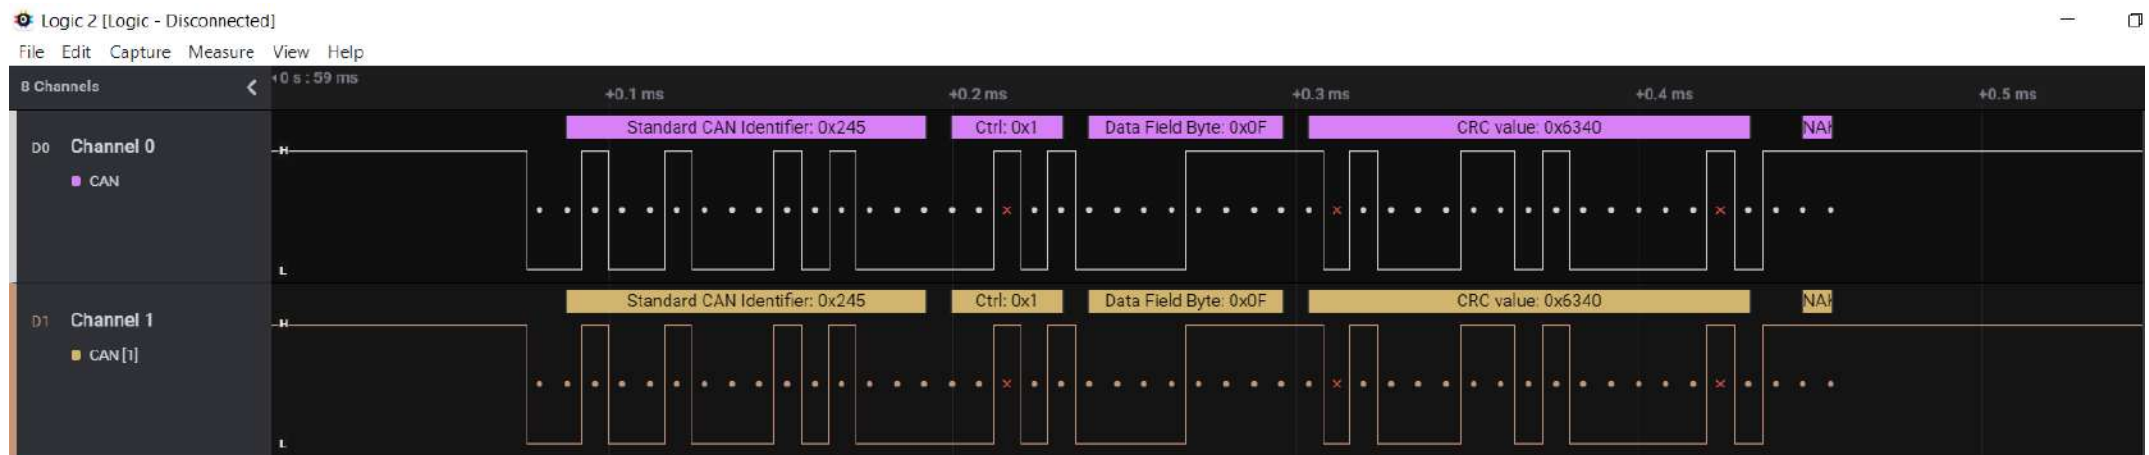 Logic 2 [Logic - Disconnected]
File Edit Capture Measure View Help
8 Channels
0 s : 59 ms
+0.1 ms +0.2 ms +0.3 ms +0.4 ms +0.5 ms
Standard CAN Identifier: 0x245 Ctrl: 0x1 Data Field Byte: 0x0F CRC value: 0x6340
D0 Channel 0
H
CAN
L
Standard CAN Identifier: 0x245 Ctrl: 0x1 Data Field Byte: 0x0F CRC value: 0x6340
D1 Channel 1
H
CAN [1]
L